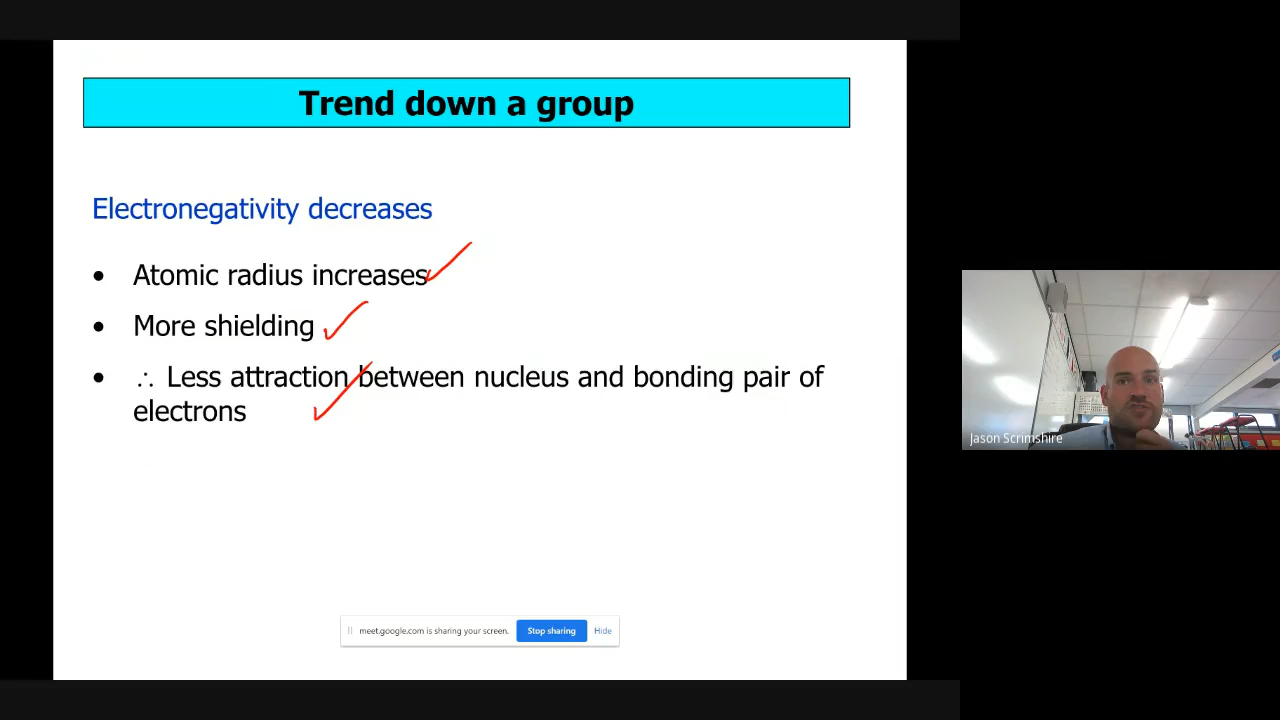 Trend down a group
Electronegativity decreases
• Atomic radius increases
• More shielding
• ∴ Less attraction between nucleus and bonding pair of
electrons
Jason Scrimshire
meet.google.com is sharing your screen. Stop sharing Hide